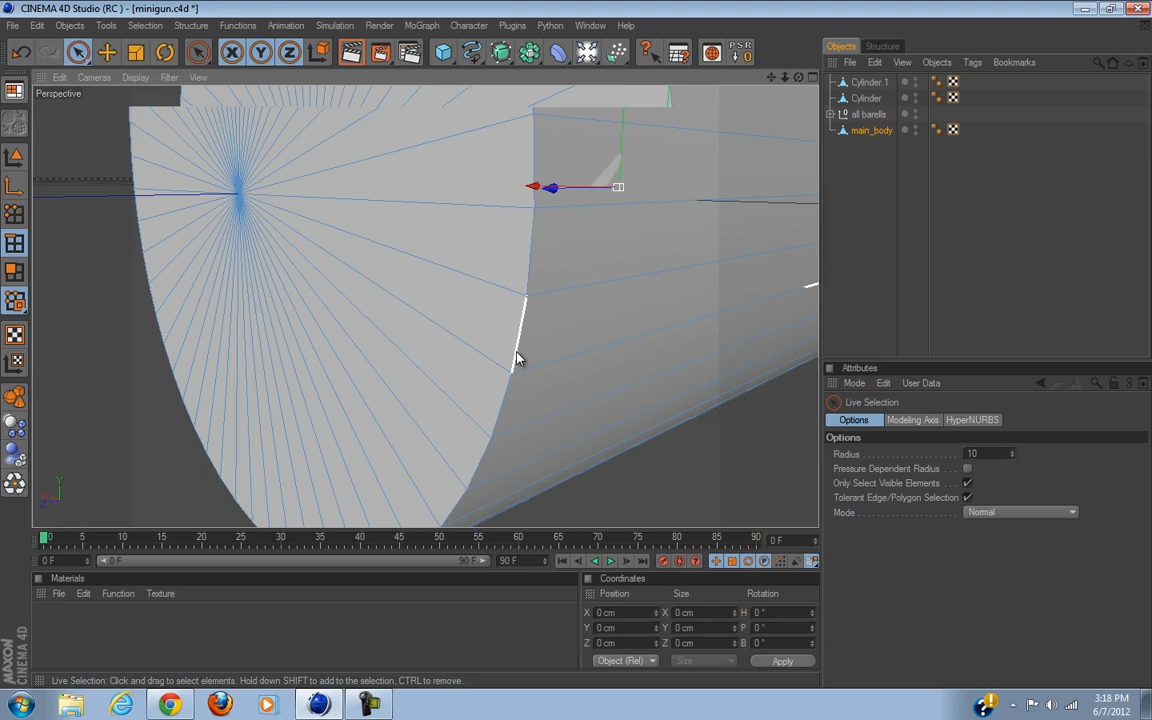 CINEMA 4D Studio (RC ) - [minigun.c4d *]
File Edit Objects Tools Selection Structure Functions Animation Simulation Render MoGraph Character Plugins Python Window Help
X Y Z PSR 0
Edit Cameras Display Filter View
Perspective
Y
X
Z
0 5 10 15 20 25 30 35 40 45 50 55 60 65 70 75 80 85 90 0 F
0 F 0 F 90 F 90 F
Materials
File Edit Function Texture
Coordinates
Position Size Rotation
X 0 cm X 0 cm H 0 °
Y 0 cm Y 0 cm P 0 °
Z 0 cm Z 0 cm B 0 °
Object (Rel) Size Apply
Live Selection: Click and drag to select elements. Hold down SHIFT to add to the selection, CTRL to remove.
MAXON
CINEMA 4D
Objects Structure
File Edit View Objects Tags Bookmarks
Cylinder.1
Cylinder
all barells
main_body
Attributes
Mode Edit User Data
Live Selection
Options Modeling Axis HyperNURBS
Options
Radius 10
Pressure Dependent Radius
Only Select Visible Elements
Tolerant Edge/Polygon Selection
Mode Normal
3:18 PM
6/7/2012